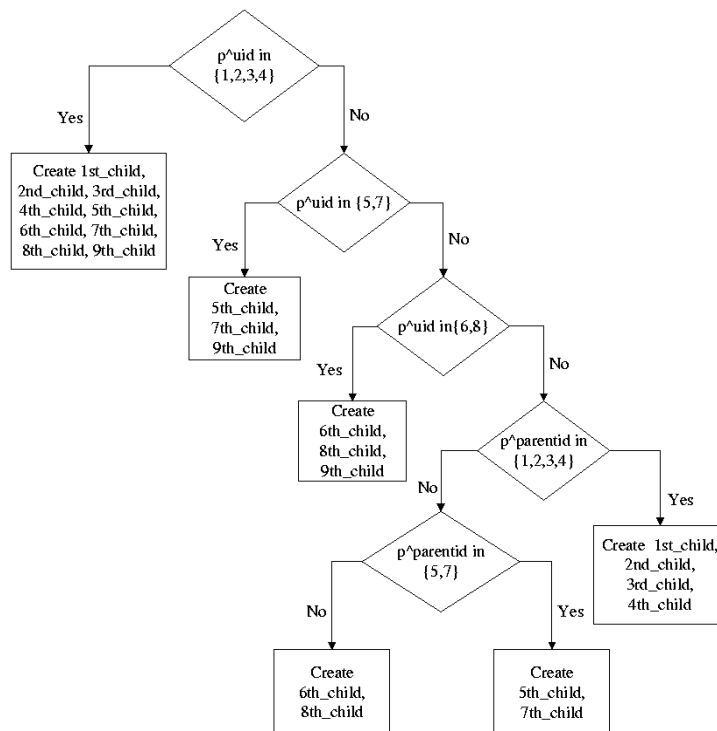 p^uid in
{1,2,3,4}
Yes
No
Create 1st_child,
2nd_child, 3rd_child,
4th_child, 5th_child,
6th_child, 7th_child,
8th_child, 9th_child
p^uid in {5,7}
Yes
No
Create
5th_child,
7th_child,
9th_child
p^uid in{6,8}
Yes
No
Create
6th_child,
8th_child,
9th_child
p^parentid in
{1,2,3,4}
No
Yes
Create 1st_child,
2nd_child,
3rd_child,
4th_child
p^parentid in
{5,7}
No
Yes
Create
6th_child,
8th_child
Create
5th_child,
7th_child